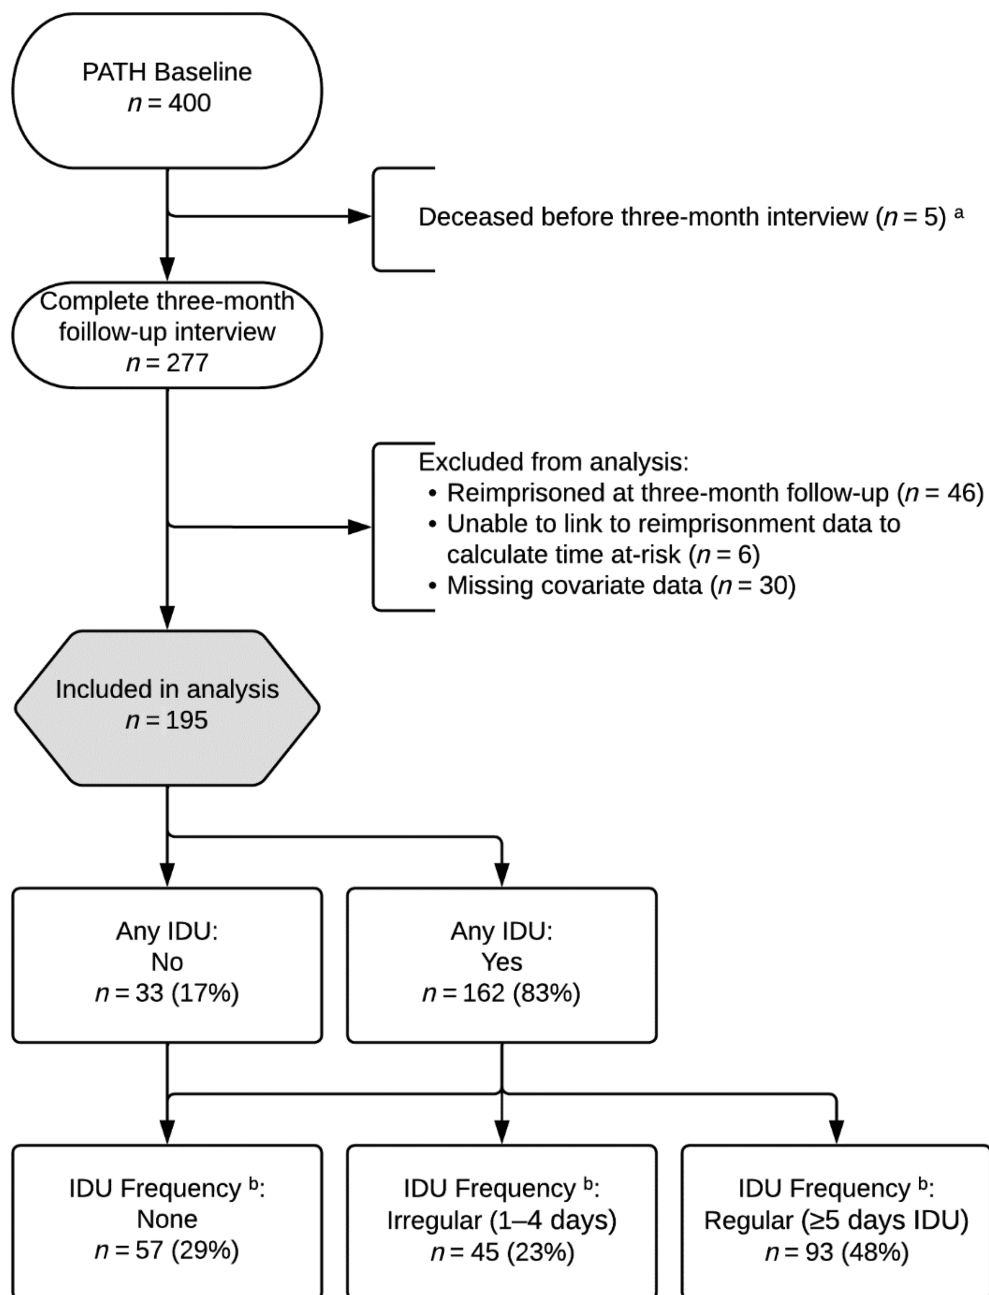 PATH Baseline
n = 400
Deceased before three-month interview (n = 5) a
Complete three-month
foillow-up interview
n = 277
Excluded from analysis:
• Reimprisoned at three-month follow-up (n = 46)
• Unable to link to reimprisonment data to
calculate time at-risk (n = 6)
• Missing covariate data (n = 30)
Included in analysis
n = 195
Any IDU:
No
n = 33 (17%)
Any IDU:
Yes
n = 162 (83%)
IDU Frequency b:
None
n = 57 (29%)
IDU Frequency b:
Irregular (1–4 days)
n = 45 (23%)
IDU Frequency b:
Regular (≥5 days IDU)
n = 93 (48%)